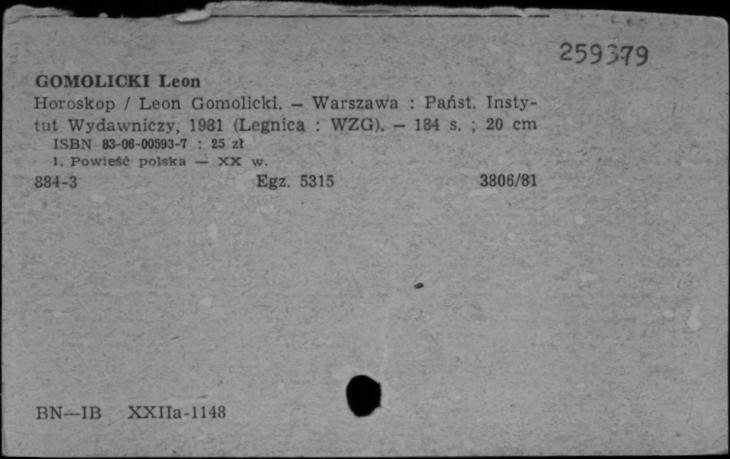 259379
GOMOLICKI Leon
Horoskop / Leon Gomolicki. — Warszawa : Państ. Insty-
tut Wydawniczy, 1981 (Legnica : WZG). — 184 s. ; 20 cm
ISBN 83-06-00593-7 : 25 zł
1. Powieść polska — XX w.
884-3 Egz. 5315 3806/81
BN—IB XXIIa-1148